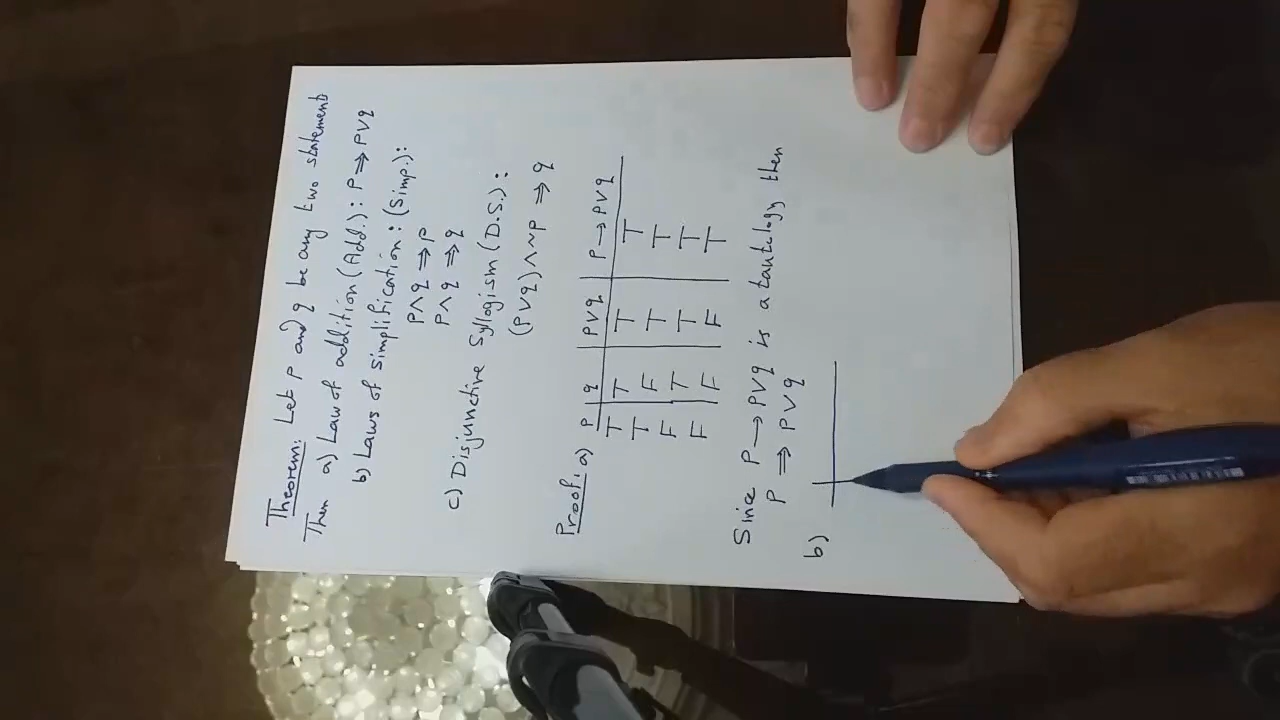 Theorem: Let P and q be any two statement
Then a) Law of addition (Add.): P ⇒ P∨q
b) Laws of simplification: (Simp.):
P∧q ⇒ P
P∧q ⇒ q
c) Disjunctive Syllogism (D.S.):
(P∨q)∧~P ⇒ q
Proof: a) P | q | P∨q | P→P∨q
T T T T
T F T T
F T T T
F F F T
Since P→P∨q is a tautology then
P ⇒ P∨q
b)